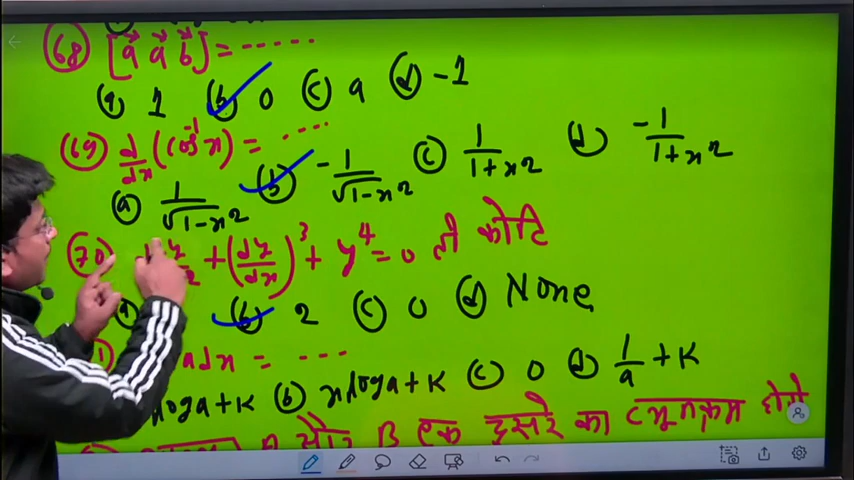 (68) [a⃗ a⃗ b⃗] = ------
(a) 1 (b) 0 (c) a (d) -1
(69) d/dx (cos⁻¹x) = ------
(a) 1/√1-x² (b) -1/√1-x² (c) 1/1+x² (d) -1/1+x²
(70) + (dy/dx)³ + y⁴ = 0 की कोटि
(b) 2 (c) 0 (d) None
dx = ---
log a + K (b) x log a + K (c) 0 (d) 1/a + K
और B एक दूसरे का व्युत्क्रम होंगे